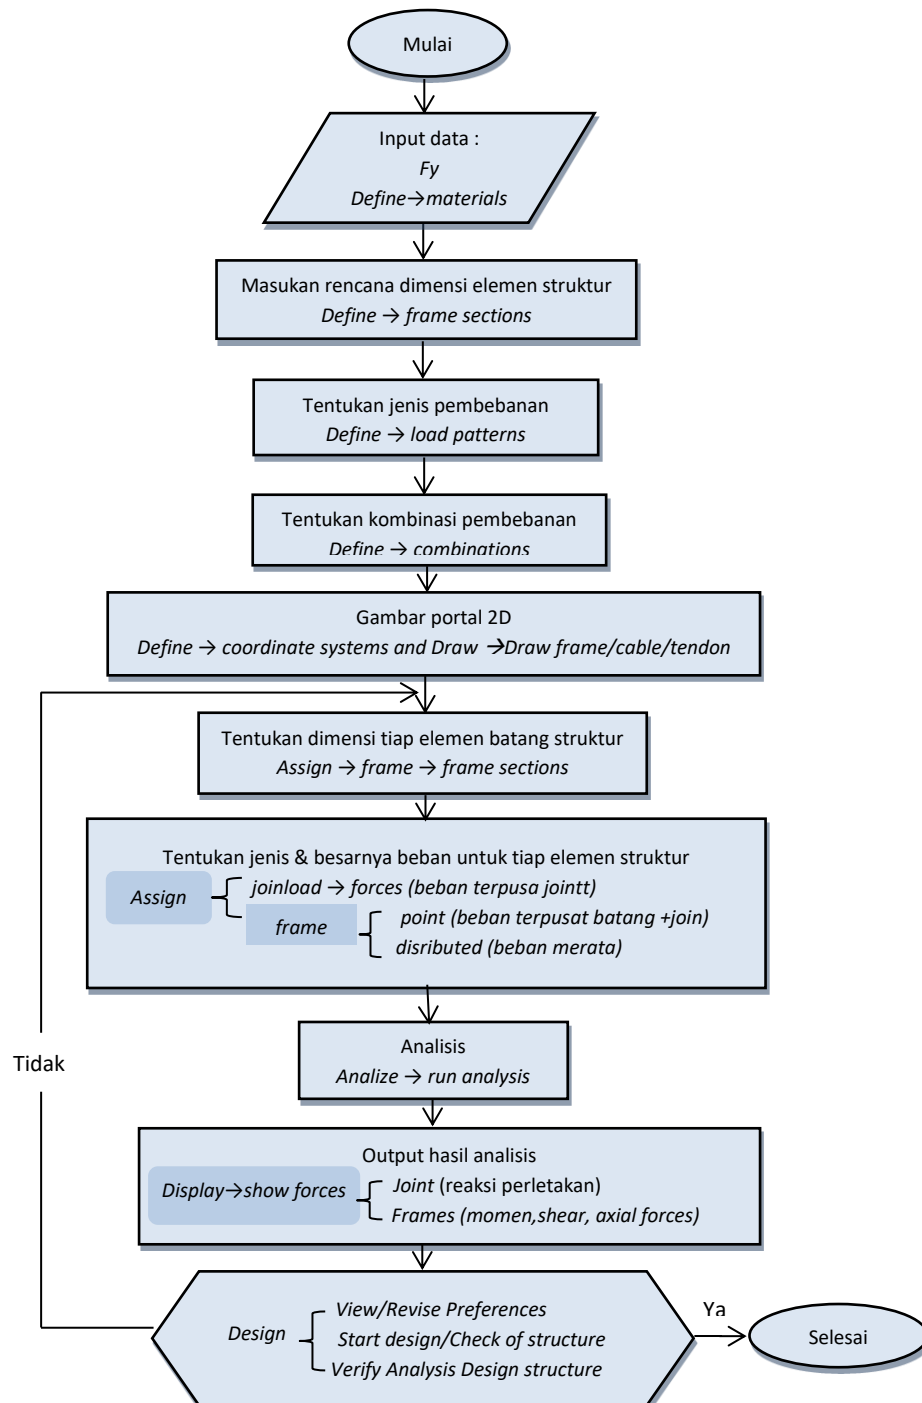 Mulai
Input data :
Fy
Define→materials
Masukan rencana dimensi elemen struktur
Define → frame sections
Tentukan jenis pembebanan
Define → load patterns
Tentukan kombinasi pembebanan
Define → combinations
Gambar portal 2D
Define → coordinate systems and Draw →Draw frame/cable/tendon
Tentukan dimensi tiap elemen batang struktur
Assign → frame → frame sections
Tentukan jenis & besarnya beban untuk tiap elemen struktur
Assign
joinload → forces (beban terpusa jointt)
frame
point (beban terpusat batang +join)
disributed (beban merata)
Analisis
Analize → run analysis
Tidak
Output hasil analisis
Display→show forces
Joint (reaksi perletakan)
Frames (momen,shear, axial forces)
Design
View/Revise Preferences
Start design/Check of structure
Verify Analysis Design structure
Ya
Selesai